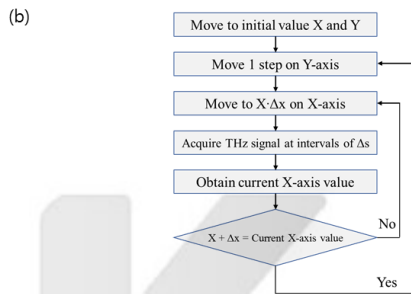 (b)
Move to initial value X and Y
Move 1 step on Y-axis
Move to X·Δx on X-axis
Acquire THz signal at intervals of Δs
Obtain current X-axis value
X + Δx = Current X-axis value
No
Yes